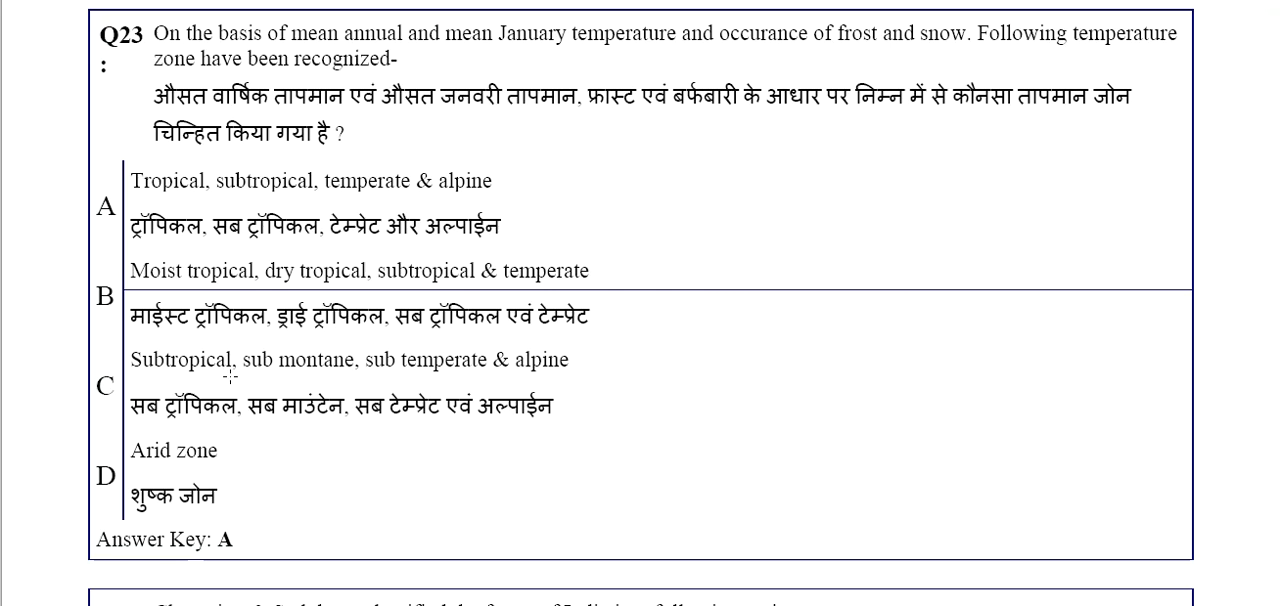 Q23 On the basis of mean annual and mean January temperature and occurance of frost and snow. Following temperature
: zone have been recognized-
औसत वार्षिक तापमान एवं औसत जनवरी तापमान, फ्रास्ट एवं बर्फबारी के आधार पर निम्न में से कौनसा तापमान जोन
चिन्हित किया गया है ?
A Tropical, subtropical, temperate & alpine
ट्रॉपिकल, सब ट्रॉपिकल, टेम्प्रेट और अल्पाईन
B Moist tropical, dry tropical, subtropical & temperate
माईस्ट ट्रॉपिकल, ड्राई ट्रॉपिकल, सब ट्रॉपिकल एवं टेम्प्रेट
C Subtropical, sub montane, sub temperate & alpine
सब ट्रॉपिकल, सब माउंटेन, सब टेम्प्रेट एवं अल्पाईन
D Arid zone
शुष्क जोन
Answer Key: A